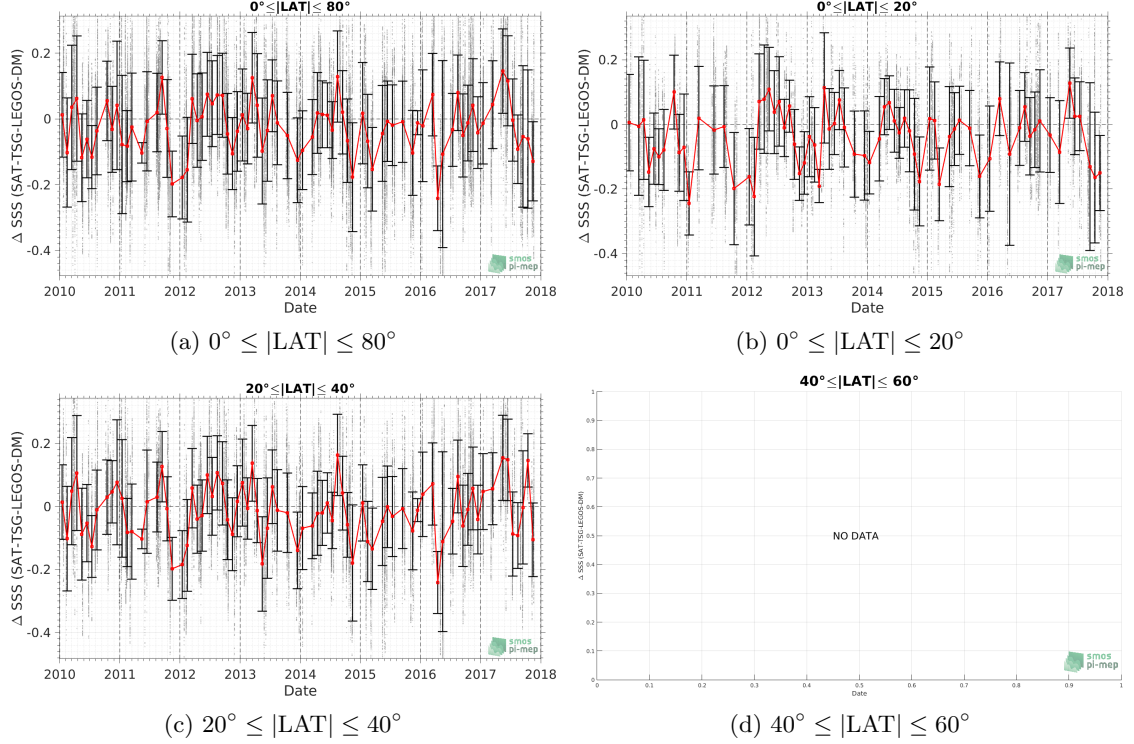 0°≤|LAT|≤ 80°
Δ SSS (SAT-TSG-LEGOS-DM)
0.2
0
-0.2
-0.4
2010 2011 2012 2013 2014 2015 2016 2017 2018
Date
smos
pi-mep
(a) 0° ≤ |LAT| ≤ 80°
0°≤|LAT|≤ 20°
Δ SSS (SAT-TSG-LEGOS-DM)
0.2
0
-0.2
-0.4
2010 2011 2012 2013 2014 2015 2016 2017 2018
Date
smos
pi-mep
(b) 0° ≤ |LAT| ≤ 20°
20°≤|LAT|≤ 40°
Δ SSS (SAT-TSG-LEGOS-DM)
0.2
0
-0.2
-0.4
2010 2011 2012 2013 2014 2015 2016 2017 2018
Date
smos
pi-mep
(c) 20° ≤ |LAT| ≤ 40°
40°≤|LAT|≤ 60°
Δ SSS (SAT-TSG-LEGOS-DM)
1
0.9
0.8
0.7
0.6
0.5
0.4
0.3
0.2
0.1
0
NO DATA
0 0.1 0.2 0.3 0.4 0.5 0.6 0.7 0.8 0.9 1
Date
smos
pi-mep
(d) 40° ≤ |LAT| ≤ 60°